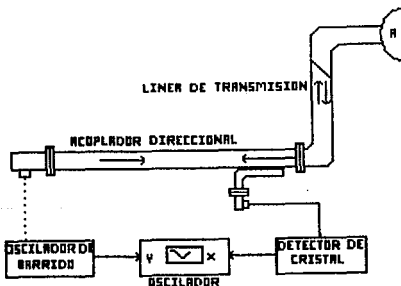 A
LINEA DE TRANSMISION
ACOPLADOR DIRECCIONAL
OSCILADOR DE
BARRIDO
Y
X
OSCILADOR
DETECTOR DE
CRISTAL